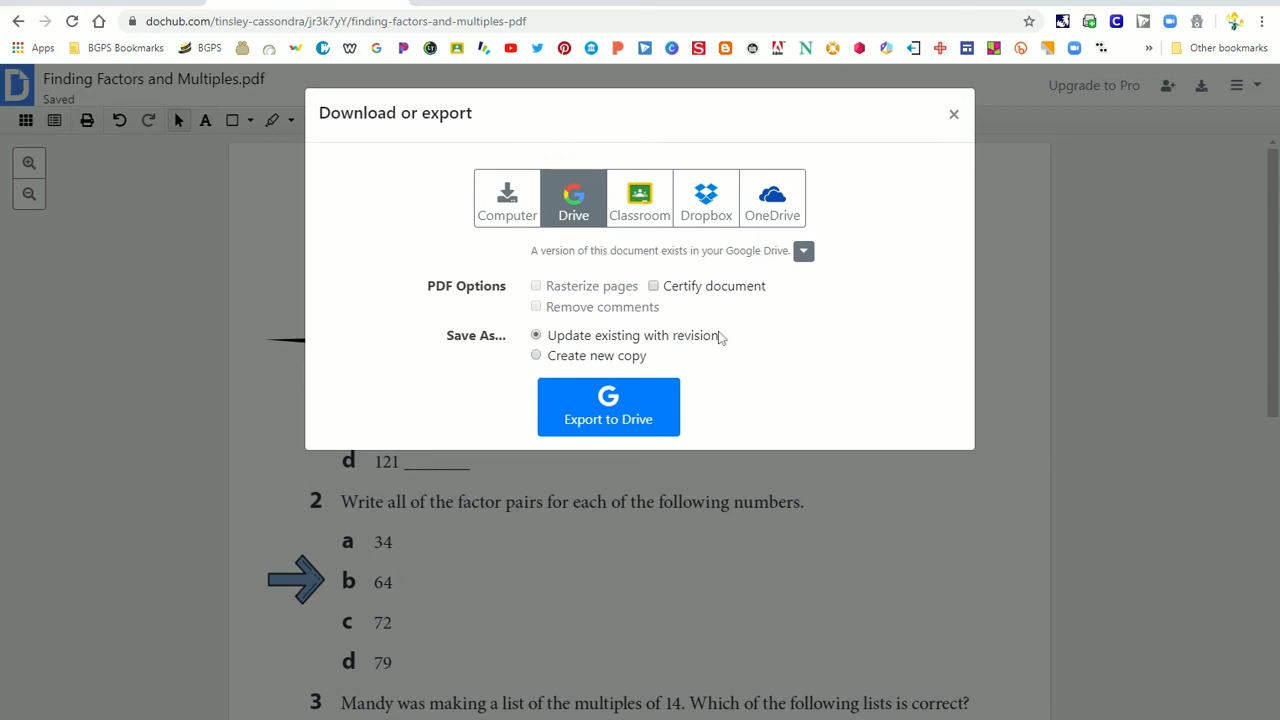 dochub.com/tinsley-cassondra/jr3k7yY/finding-factors-and-multiples-pdf
Apps BGPS Bookmarks BGPS Other bookmarks
Finding Factors and Multiples.pdf
Saved
Upgrade to Pro
Download or export
Computer Drive Classroom Dropbox OneDrive
A version of this document exists in your Google Drive.
PDF Options Rasterize pages Certify document
Remove comments
Save As... Update existing with revision
Create new copy
Export to Drive
d 121 _______
2 Write all of the factor pairs for each of the following numbers.
a 34
b 64
c 72
d 79
3 Mandy was making a list of the multiples of 14. Which of the following lists is correct?